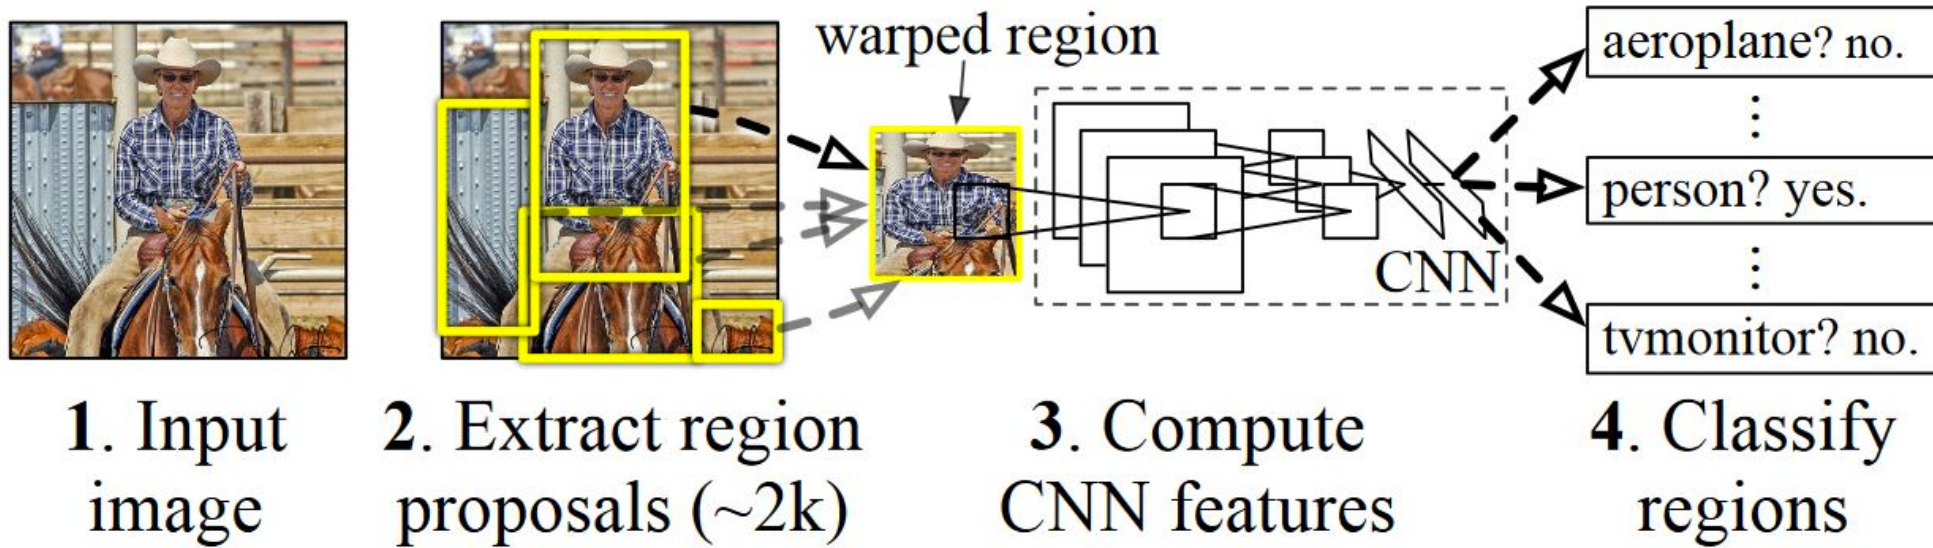 warped region
aeroplane? no.
person? yes.
CNN
tvmonitor? no.
1. Input
image
2. Extract region
proposals (~2k)
3. Compute
CNN features
4. Classify
regions